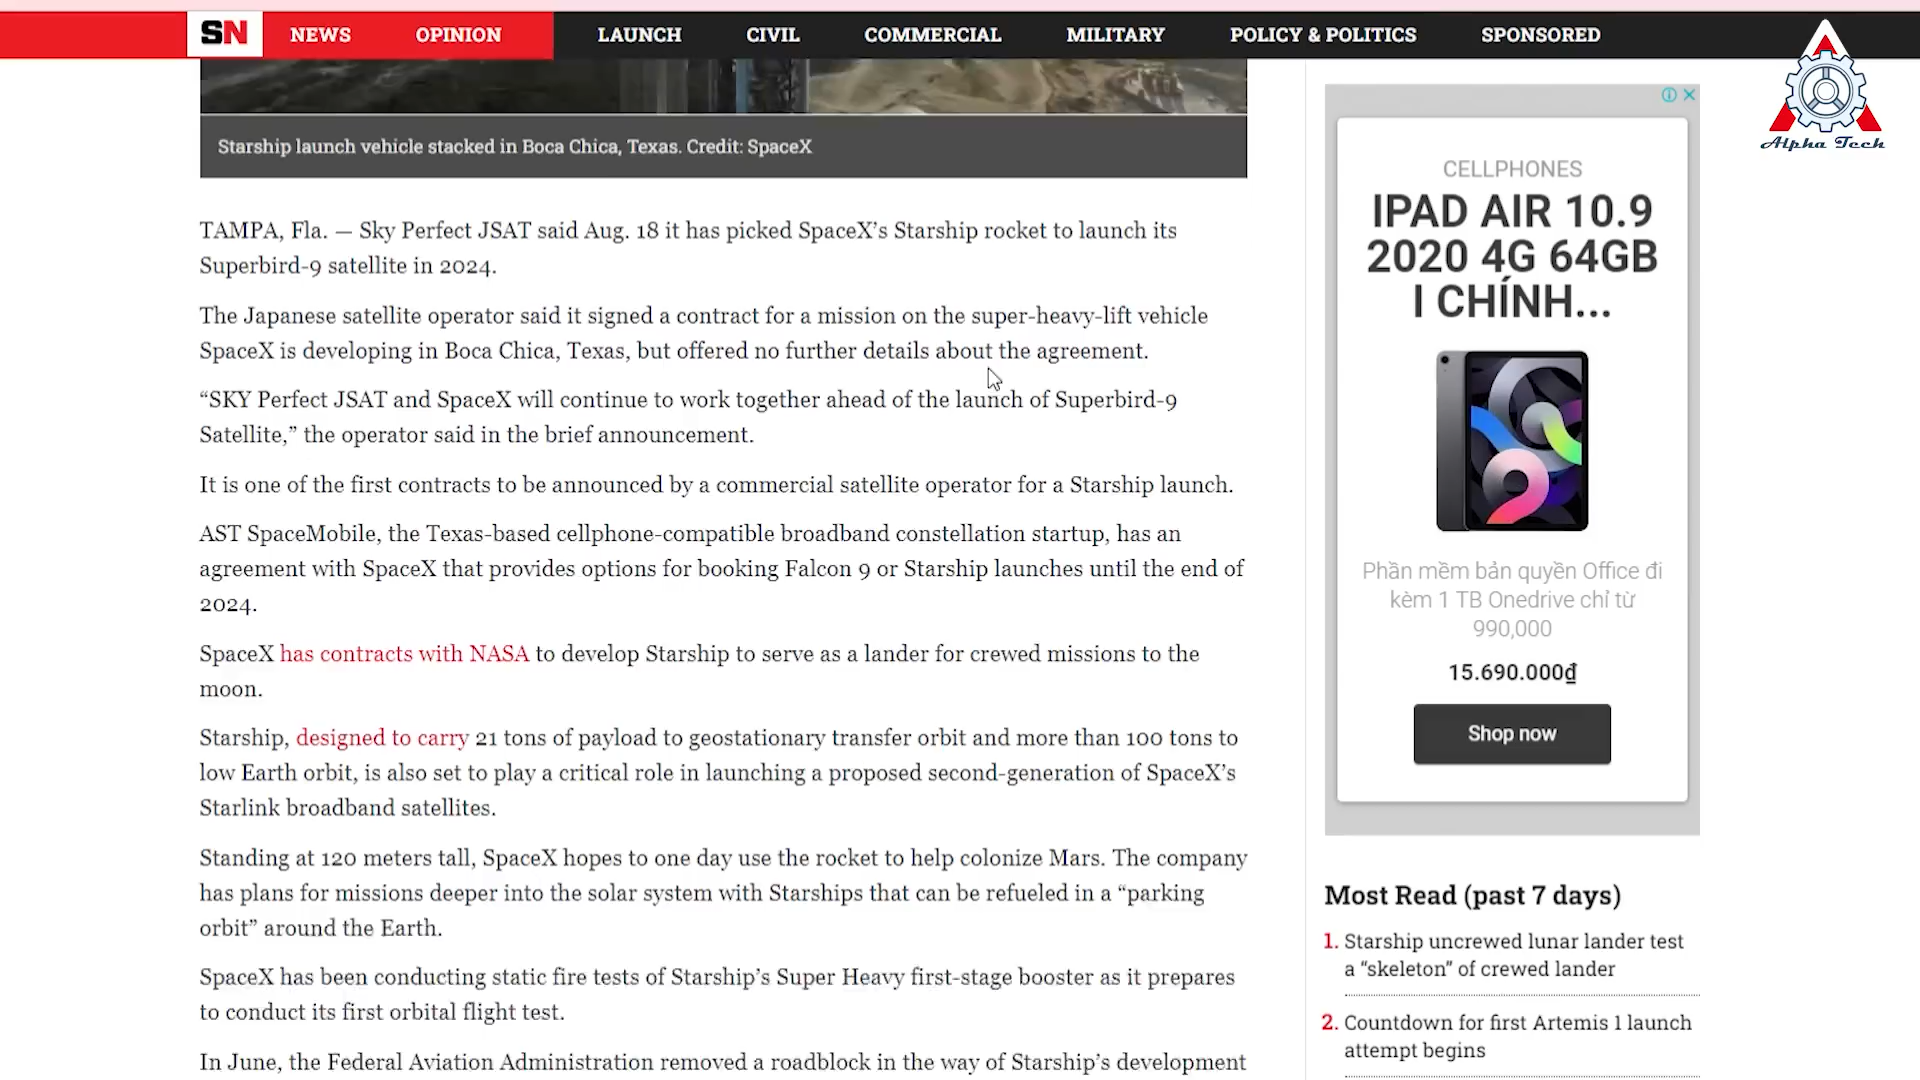 SN NEWS OPINION LAUNCH CIVIL COMMERCIAL MILITARY POLICY & POLITICS SPONSORED
Alpha Tech
Starship launch vehicle stacked in Boca Chica, Texas. Credit: SpaceX
TAMPA, Fla. — Sky Perfect JSAT said Aug. 18 it has picked SpaceX’s Starship rocket to launch its
Superbird-9 satellite in 2024.
The Japanese satellite operator said it signed a contract for a mission on the super-heavy-lift vehicle
SpaceX is developing in Boca Chica, Texas, but offered no further details about the agreement.
“SKY Perfect JSAT and SpaceX will continue to work together ahead of the launch of Superbird-9
Satellite,” the operator said in the brief announcement.
It is one of the first contracts to be announced by a commercial satellite operator for a Starship launch.
AST SpaceMobile, the Texas-based cellphone-compatible broadband constellation startup, has an
agreement with SpaceX that provides options for booking Falcon 9 or Starship launches until the end of
2024.
SpaceX has contracts with NASA to develop Starship to serve as a lander for crewed missions to the
moon.
Starship, designed to carry 21 tons of payload to geostationary transfer orbit and more than 100 tons to
low Earth orbit, is also set to play a critical role in launching a proposed second-generation of SpaceX’s
Starlink broadband satellites.
Standing at 120 meters tall, SpaceX hopes to one day use the rocket to help colonize Mars. The company
has plans for missions deeper into the solar system with Starships that can be refueled in a “parking
orbit” around the Earth.
SpaceX has been conducting static fire tests of Starship’s Super Heavy first-stage booster as it prepares
to conduct its first orbital flight test.
In June, the Federal Aviation Administration removed a roadblock in the way of Starship’s development
CELLPHONES
IPAD AIR 10.9
2020 4G 64GB
I CHÍNH...
Phần mềm bản quyền Office đi
kèm 1 TB Onedrive chỉ từ
990,000
15.690.000₫
Shop now
Most Read (past 7 days)
1. Starship uncrewed lunar lander test
a “skeleton” of crewed lander
2. Countdown for first Artemis 1 launch
attempt begins